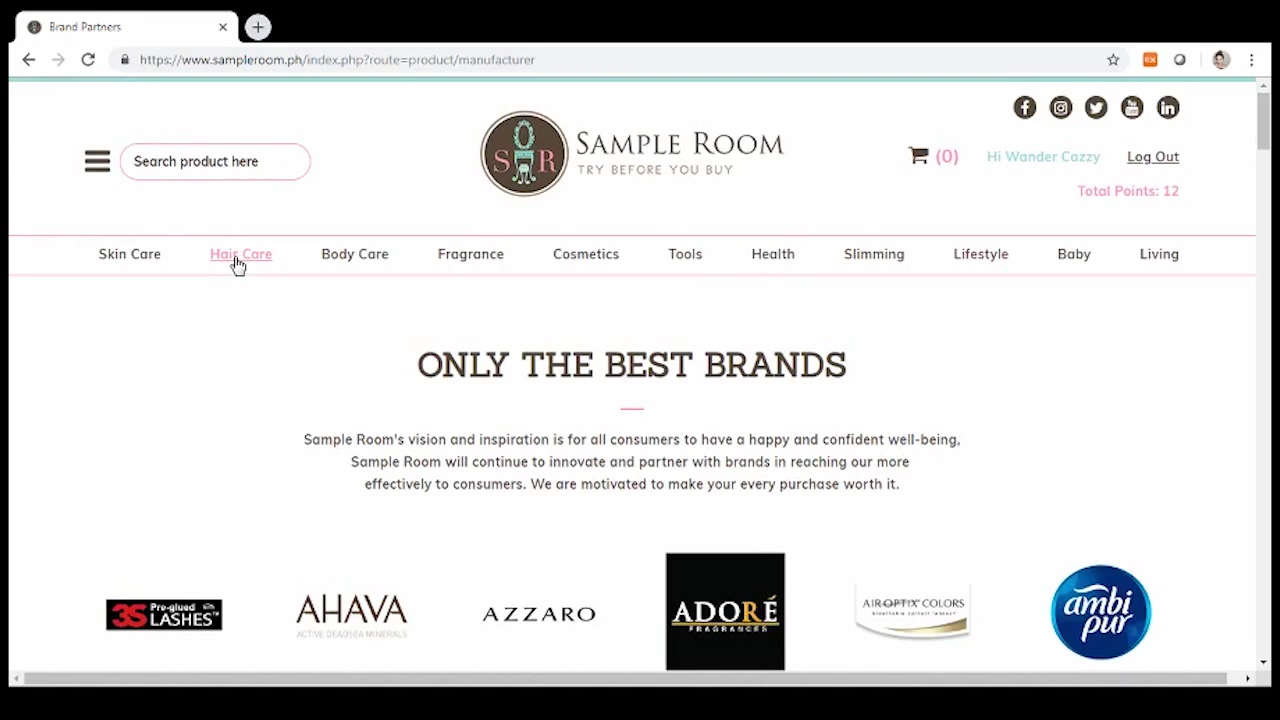 Brand Partners
https://www.sampleroom.ph/index.php?route=product/manufacturer
Search product here
S R
SAMPLE ROOM
TRY BEFORE YOU BUY
(0)
Hi Wander Cazzy
Log Out
Total Points: 12
Skin Care
Hair Care
Body Care
Fragrance
Cosmetics
Tools
Health
Slimming
Lifestyle
Baby
Living
ONLY THE BEST BRANDS
Sample Room's vision and inspiration is for all consumers to have a happy and confident well-being,
Sample Room will continue to innovate and partner with brands in reaching our more
effectively to consumers. We are motivated to make your every purchase worth it.
3S Pre-glued LASHES™
AHAVA
ACTIVE DEADSEA MINERALS
AZZARO
ADORÉ
FRAGRANCES
AIR OPTIX® COLORS
ambi
pur